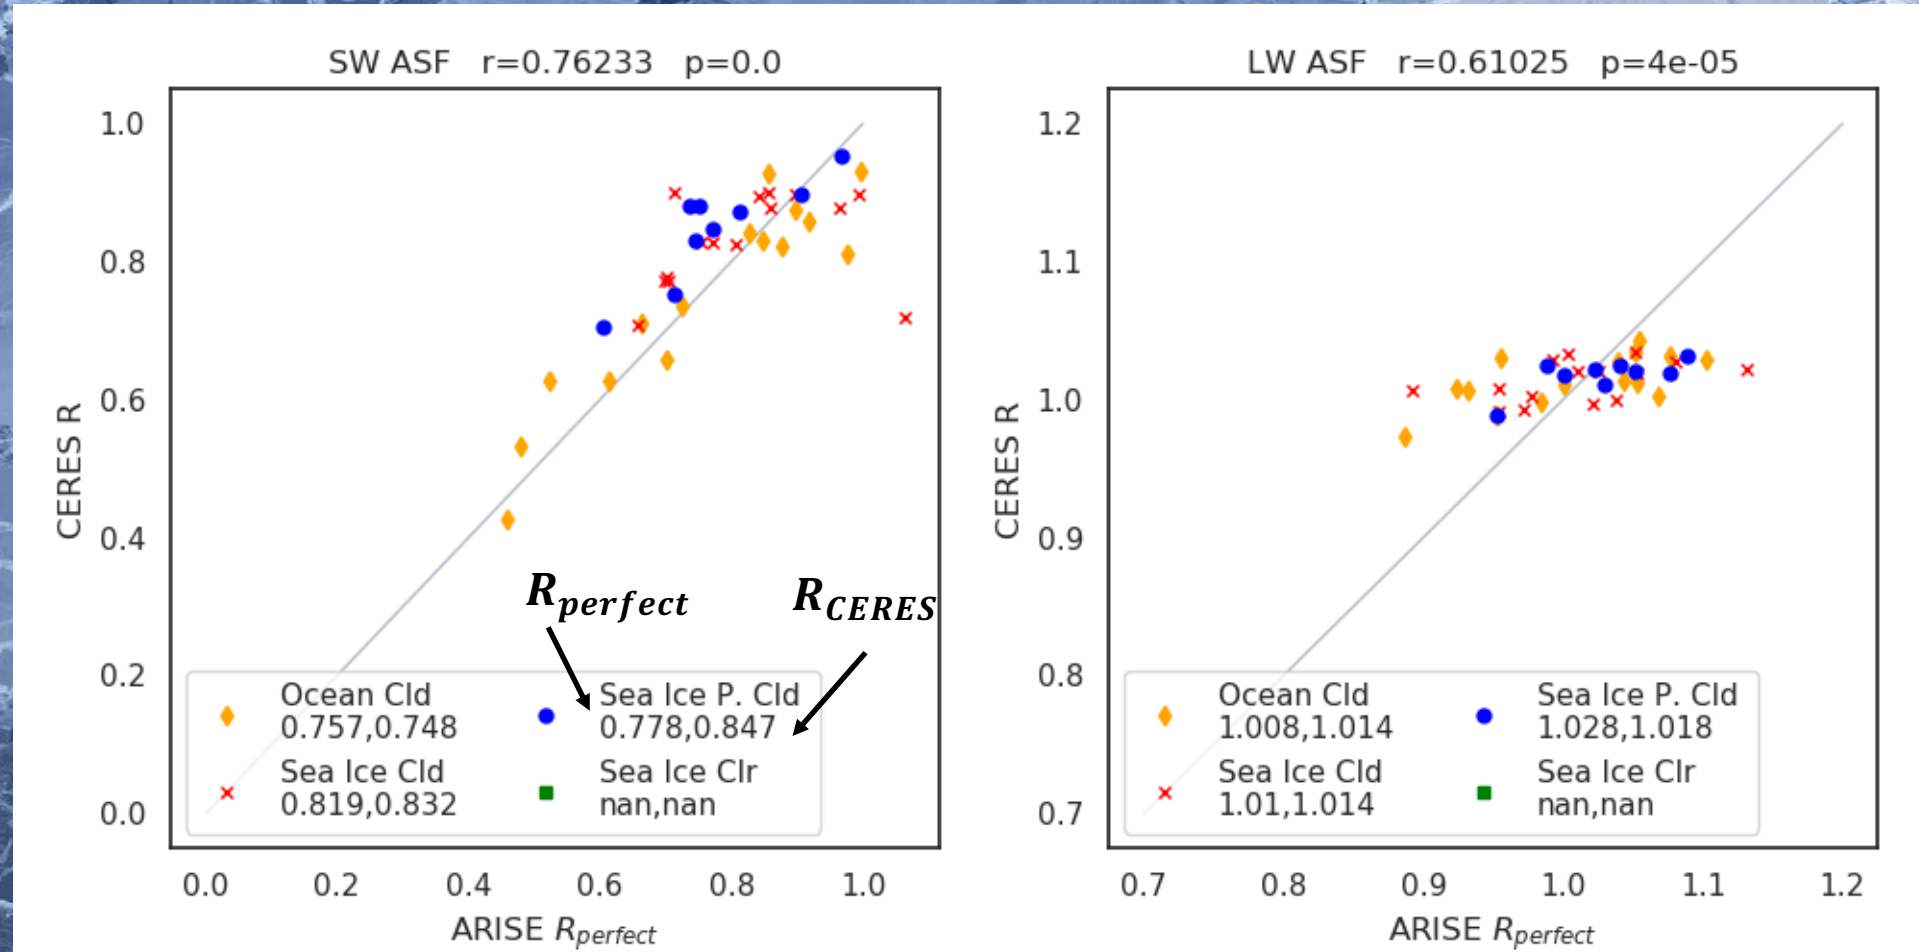 SW ASF r=0.76233 p=0.0
CERES R
1.0
0.8
0.6
0.4
0.2
0.0
R_perfect
R_CERES
Ocean Cld
0.757,0.748
Sea Ice Cld
0.819,0.832
Sea Ice P. Cld
0.778,0.847
Sea Ice Clr
nan,nan
0.0 0.2 0.4 0.6 0.8 1.0
ARISE R_perfect
LW ASF r=0.61025 p=4e-05
CERES R
1.2
1.1
1.0
0.9
0.8
0.7
Ocean Cld
1.008,1.014
Sea Ice Cld
1.01,1.014
Sea Ice P. Cld
1.028,1.018
Sea Ice Clr
nan,nan
0.7 0.8 0.9 1.0 1.1 1.2
ARISE R_perfect